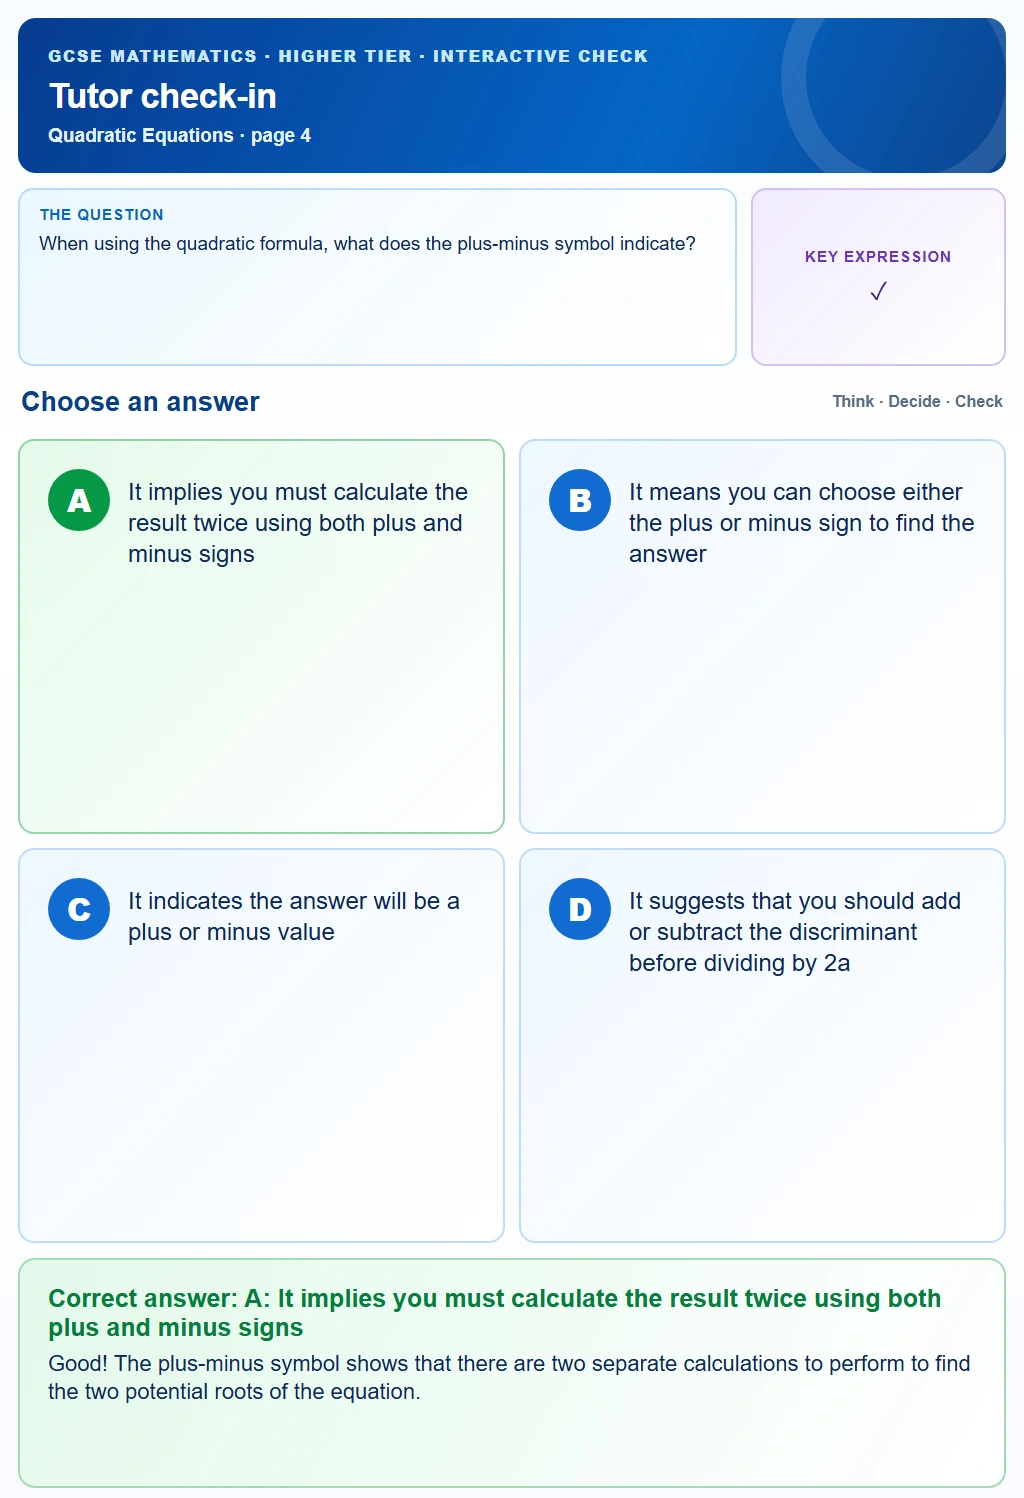 GCSE MATHEMATICS · HIGHER TIER · INTERACTIVE CHECK
Tutor check-in
Quadratic Equations · page 4
THE QUESTION
When using the quadratic formula, what does the plus-minus symbol indicate?
KEY EXPRESSION
✓
Choose an answer
Think · Decide · Check
A
It implies you must calculate the
result twice using both plus and
minus signs
B
It means you can choose either
the plus or minus sign to find the
answer
C
It indicates the answer will be a
plus or minus value
D
It suggests that you should add
or subtract the discriminant
before dividing by 2a
Correct answer: A: It implies you must calculate the result twice using both
plus and minus signs
Good! The plus-minus symbol shows that there are two separate calculations to perform to find
the two potential roots of the equation.